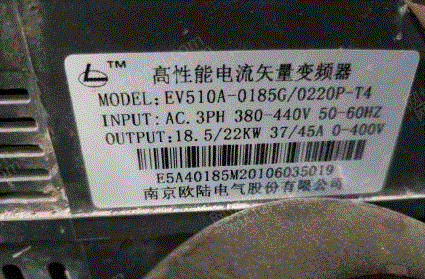 TM
高性能电流矢量变频器
MODEL: EV510A-0185G/0220P-T4
INPUT: AC.3PH 380-440V 50-60HZ
OUTPUT: 18.5/22KW 37/45A 0-400V
E5A40185M20106035019
南京欧陆电气股份有限公司